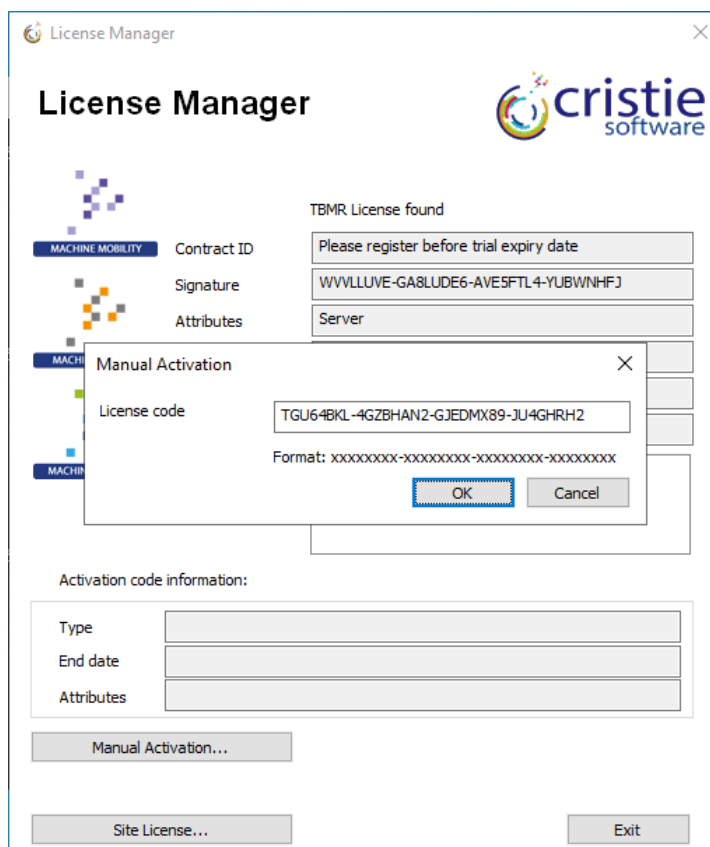 License Manager
License Manager
cristie
software
TBMR License found
MACHINE MOBILITY
Contract ID
Please register before trial expiry date
Signature
WVVLLUVE-GA8LUDE6-AVE5FTL4-YUBWNHFJ
Attributes
Server
MACHI
Manual Activation
License code
TGU64BKL-4GZBHAN2-GJEDMX89-JU4GHRH2
Format: xxxxxxxx-xxxxxxxx-xxxxxxxx-xxxxxxxx
MACHIN
OK
Cancel
Activation code information:
Type
End date
Attributes
Manual Activation...
Site License...
Exit